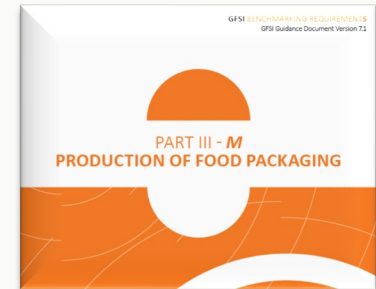 GFSI BENCHMARKING REQUIREMENTS
GFSI Guidance Document Version 7.1
PART III - M
PRODUCTION OF FOOD PACKAGING